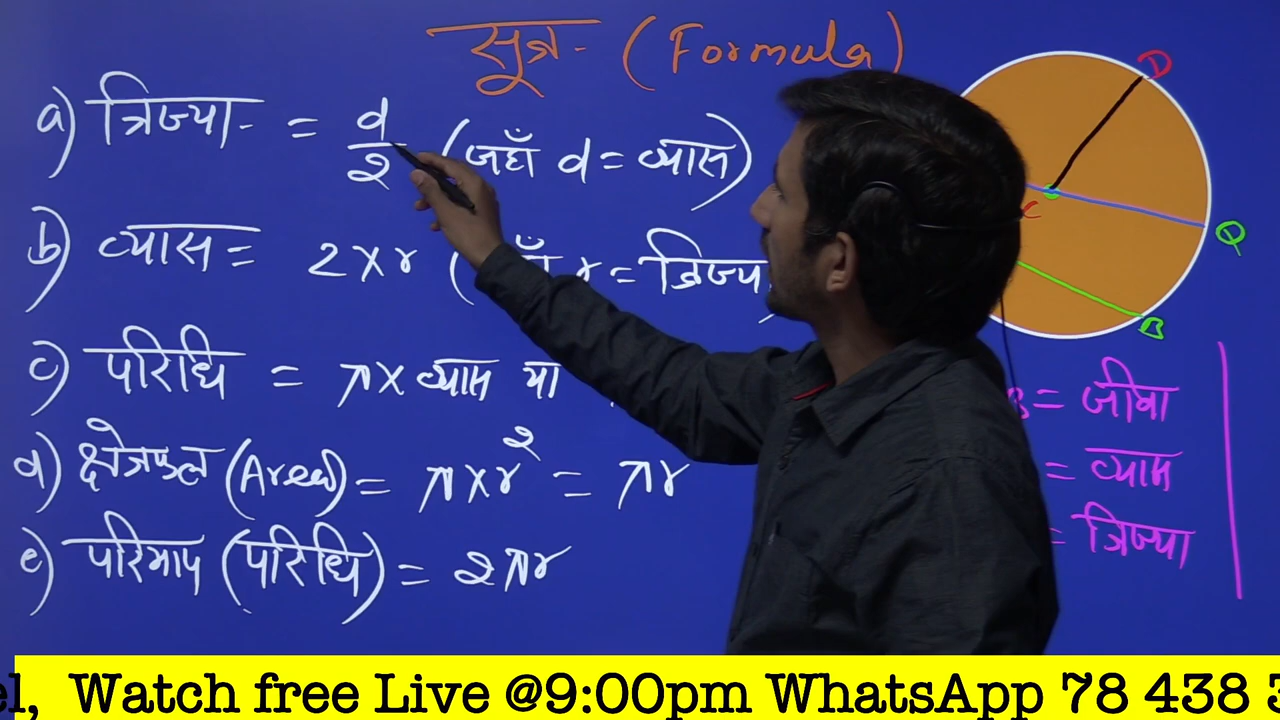 सूत्र- (Formula)
a) त्रिज्या- = d/2 (जहाँ d = व्यास)
b) व्यास = 2 x r = त्रिज्या
c) परिधि = π x व्यास या
d) क्षेत्रफल (Area) = π x r² = πr
e) परिमाप (परिधि) = 2πr
D
C
Q
B
= जीवा
= व्यास
= त्रिज्या
Watch free Live @9:00pm WhatsApp 78 438